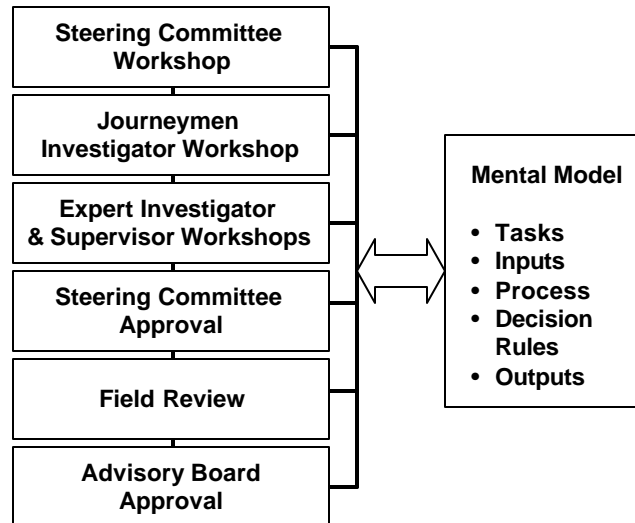 Steering Committee
Workshop
Journeymen
Investigator Workshop
Expert Investigator
& Supervisor Workshops
Steering Committee
Approval
Field Review
Advisory Board
Approval
Mental Model
• Tasks
• Inputs
• Process
• Decision
Rules
• Outputs